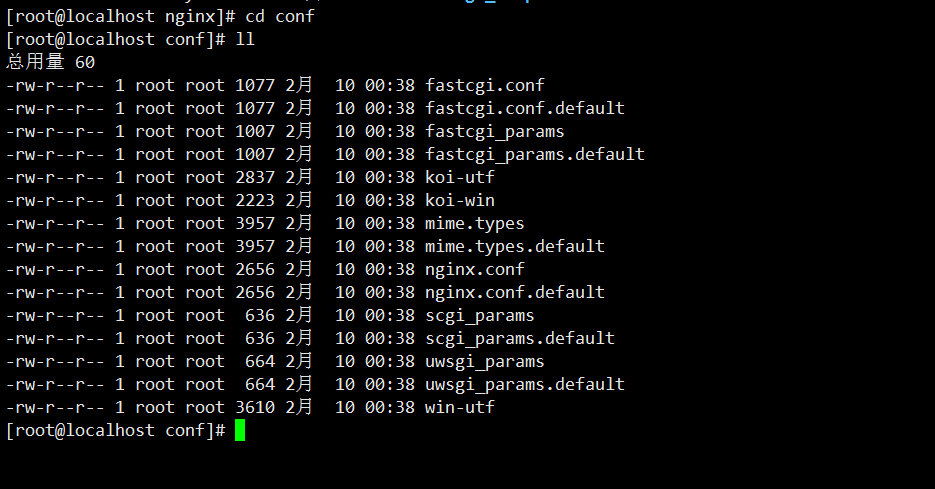 [root@localhost nginx]# cd conf
[root@localhost conf]# ll
总用量 60
-rw-r--r-- 1 root root 1077 2月  10 00:38 fastcgi.conf
-rw-r--r-- 1 root root 1077 2月  10 00:38 fastcgi.conf.default
-rw-r--r-- 1 root root 1007 2月  10 00:38 fastcgi_params
-rw-r--r-- 1 root root 1007 2月  10 00:38 fastcgi_params.default
-rw-r--r-- 1 root root 2837 2月  10 00:38 koi-utf
-rw-r--r-- 1 root root 2223 2月  10 00:38 koi-win
-rw-r--r-- 1 root root 3957 2月  10 00:38 mime.types
-rw-r--r-- 1 root root 3957 2月  10 00:38 mime.types.default
-rw-r--r-- 1 root root 2656 2月  10 00:38 nginx.conf
-rw-r--r-- 1 root root 2656 2月  10 00:38 nginx.conf.default
-rw-r--r-- 1 root root  636 2月  10 00:38 scgi_params
-rw-r--r-- 1 root root  636 2月  10 00:38 scgi_params.default
-rw-r--r-- 1 root root  664 2月  10 00:38 uwsgi_params
-rw-r--r-- 1 root root  664 2月  10 00:38 uwsgi_params.default
-rw-r--r-- 1 root root 3610 2月  10 00:38 win-utf
[root@localhost conf]#